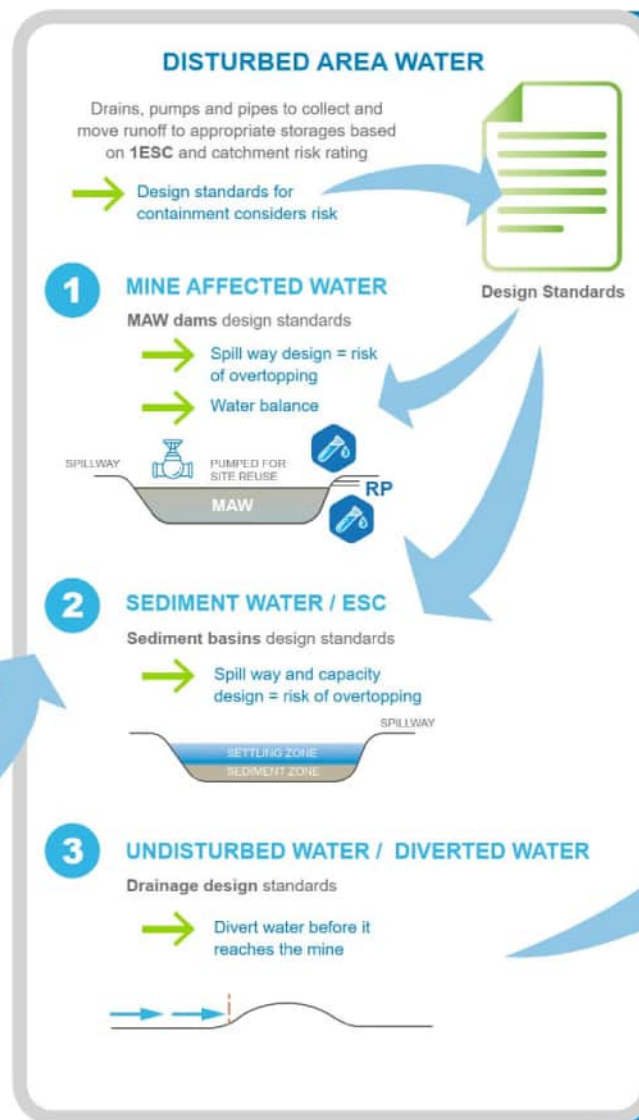 DISTURBED AREA WATER
Drains, pumps and pipes to collect and
move runoff to appropriate storages based
on 1ESC and catchment risk rating
Design standards for
containment considers risk
Design Standards
1
MINE AFFECTED WATER
MAW dams design standards
Spill way design = risk
of overtopping
Water balance
SPILLWAY
PUMPED FOR
SITE REUSE
MAW
RP
2
SEDIMENT WATER / ESC
Sediment basins design standards
Spill way and capacity
design = risk of overtopping
SPILLWAY
SETTLING ZONE
SEDIMENT ZONE
3
UNDISTURBED WATER / DIVERTED WATER
Drainage design standards
Divert water before it
reaches the mine